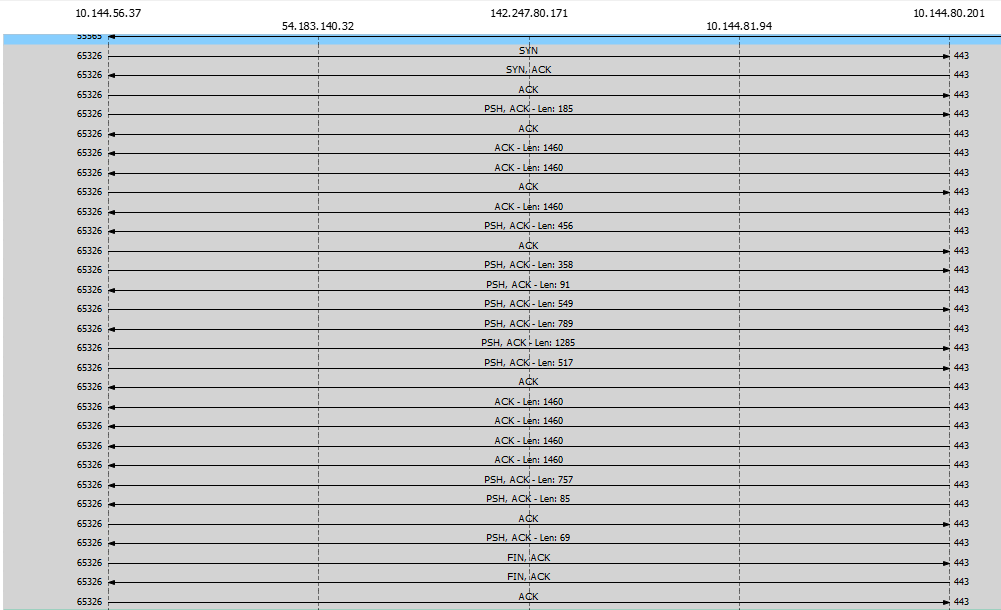 10.144.56.37 142.247.80.171 10.144.80.201
54.183.140.32 10.144.81.94
55565
65326 SYN 443
65326 SYN, ACK 443
65326 ACK 443
65326 PSH, ACK - Len: 185 443
65326 ACK 443
65326 ACK - Len: 1460 443
65326 ACK - Len: 1460 443
65326 ACK 443
65326 ACK - Len: 1460 443
65326 PSH, ACK - Len: 456 443
65326 ACK 443
65326 PSH, ACK - Len: 358 443
65326 PSH, ACK - Len: 91 443
65326 PSH, ACK - Len: 549 443
65326 PSH, ACK - Len: 789 443
65326 PSH, ACK - Len: 1285 443
65326 PSH, ACK - Len: 517 443
65326 ACK 443
65326 ACK - Len: 1460 443
65326 ACK - Len: 1460 443
65326 ACK - Len: 1460 443
65326 ACK - Len: 1460 443
65326 PSH, ACK - Len: 757 443
65326 PSH, ACK - Len: 85 443
65326 ACK 443
65326 PSH, ACK - Len: 69 443
65326 FIN, ACK 443
65326 FIN, ACK 443
65326 ACK 443